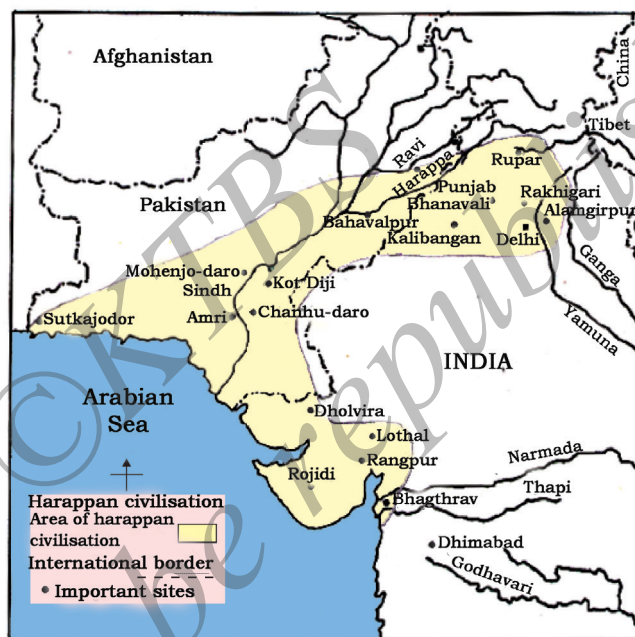 Afghanistan
China
Tibet
Ravi
Harappa
Rupar
Pakistan
Punjab
Rakhigari
Bhanavali
Alamgirpur
Bahavalpur
Kalibangan
Delhi
Ganga
Mohenjo-daro
Sindh
Kot Diji
Yamuna
Sutkajodor
Amri
Chanhu-daro
INDIA
Arabian
Sea
Dholvira
Lothal
Rojidi
Rangpur
Narmada
Thapi
Bhagthrav
Dhimabad
Godhavari
Harappan civilisation
Area of harappan
civilisation
International border
Important sites
©KTBS
be republis